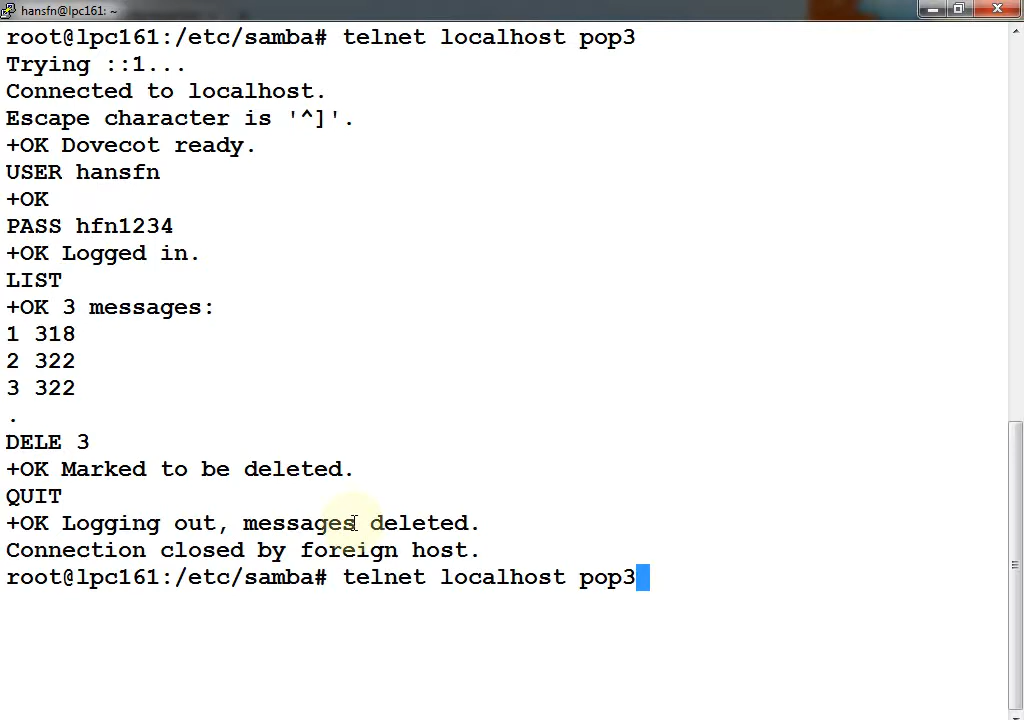 hansfn@lpc161: ~
root@lpc161:/etc/samba# telnet localhost pop3
Trying ::1...
Connected to localhost.
Escape character is '^]'.
+OK Dovecot ready.
USER hansfn
+OK
PASS hfn1234
+OK Logged in.
LIST
+OK 3 messages:
1 318
2 322
3 322
.
DELE 3
+OK Marked to be deleted.
QUIT
+OK Logging out, messages deleted.
Connection closed by foreign host.
root@lpc161:/etc/samba# telnet localhost pop3